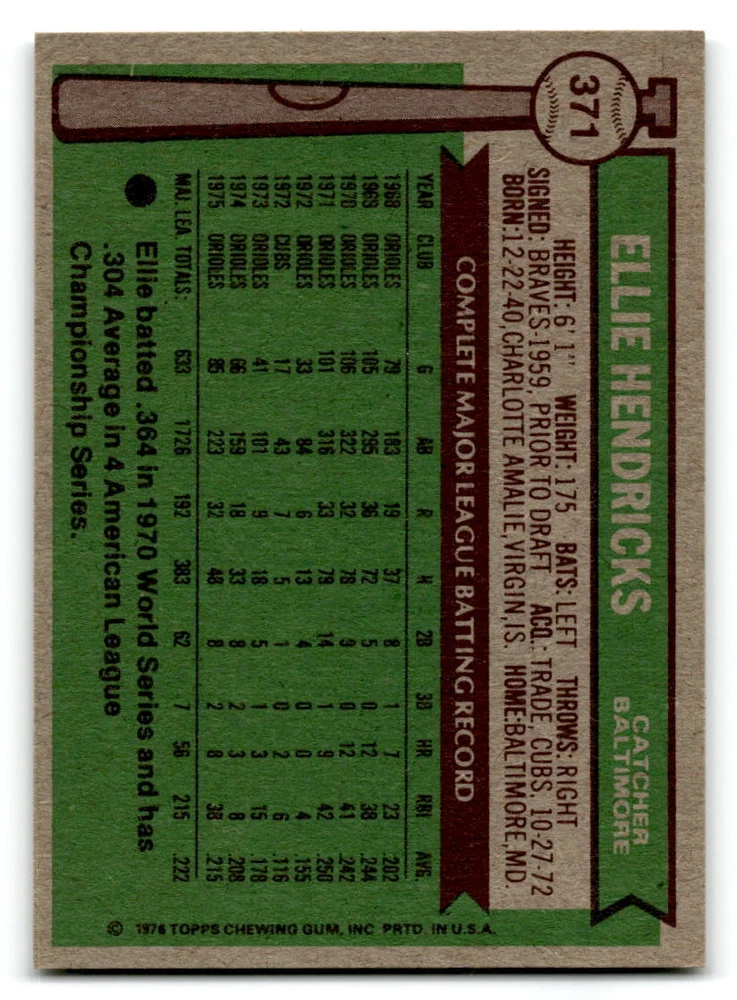 371
ELLIE HENDRICKS
CATCHER
BALTIMORE
HEIGHT: 6' 1" WEIGHT: 175 BATS: LEFT THROWS: RIGHT
SIGNED: BRAVES-1959, PRIOR TO DRAFT ACQ.: TRADE, CUBS, 10-27-72
BORN: 12-22-40, CHARLOTTE AMALIE, VIRGIN, IS. HOME: BALTIMORE, MD.
COMPLETE MAJOR LEAGUE BATTING RECORD
YEAR CLUB G AB R H 2B 3B HR RBI AVG.
1968 ORIOLES 79 183 19 37 8 1 7 23 .202
1969 ORIOLES 105 295 36 72 5 0 12 38 .244
1970 ORIOLES 106 322 32 78 9 0 12 41 .242
1971 ORIOLES 101 316 33 79 14 1 9 42 .250
1972 ORIOLES 33 84 6 13 4 0 0 4 .155
1972 CUBS 17 43 7 5 1 0 2 6 .116
1973 ORIOLES 41 101 9 18 5 1 3 15 .178
1974 ORIOLES 66 159 18 33 8 2 3 8 .208
1975 ORIOLES 85 223 32 48 8 2 8 38 .215
MAJ. LEA. TOTALS: 633 1726 192 383 62 7 56 215 .222
Ellie batted .364 in 1970 World Series and has
.304 Average in 4 American League
Championship Series.
© 1976 TOPPS CHEWING GUM, INC PRTD. IN U.S.A.